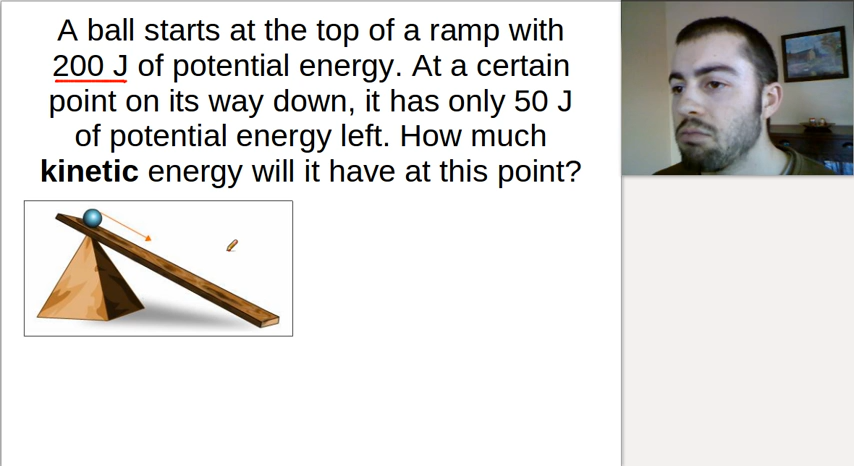 A ball starts at the top of a ramp with
200 J of potential energy. At a certain
point on its way down, it has only 50 J
of potential energy left. How much
kinetic energy will it have at this point?